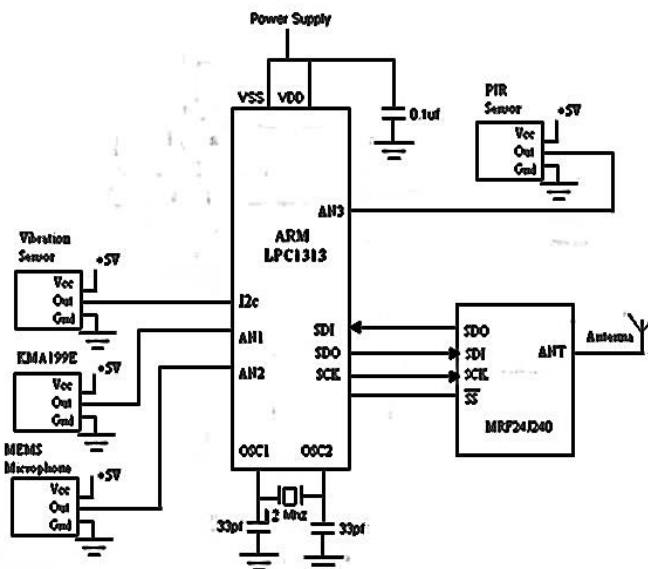 Power Supply
VSS VDD
0.1uf
PIR
Sensor
+5V
Vcc
Out
Gnd
AN3
ARM
LPC1313
Vibration
Sensor
+5V
Vcc
Out
Gnd
I2c
AN1
AN2
SDI
SDO
SCK
SDO
SDI
SCK
SS
ANT
MRF24J240
Antenna
KMA199E
+5V
Vcc
Out
Gnd
MEMS
Microphone
+5V
Vcc
Out
Gnd
OSC1 OSC2
12 Mhz
33pf
33pf